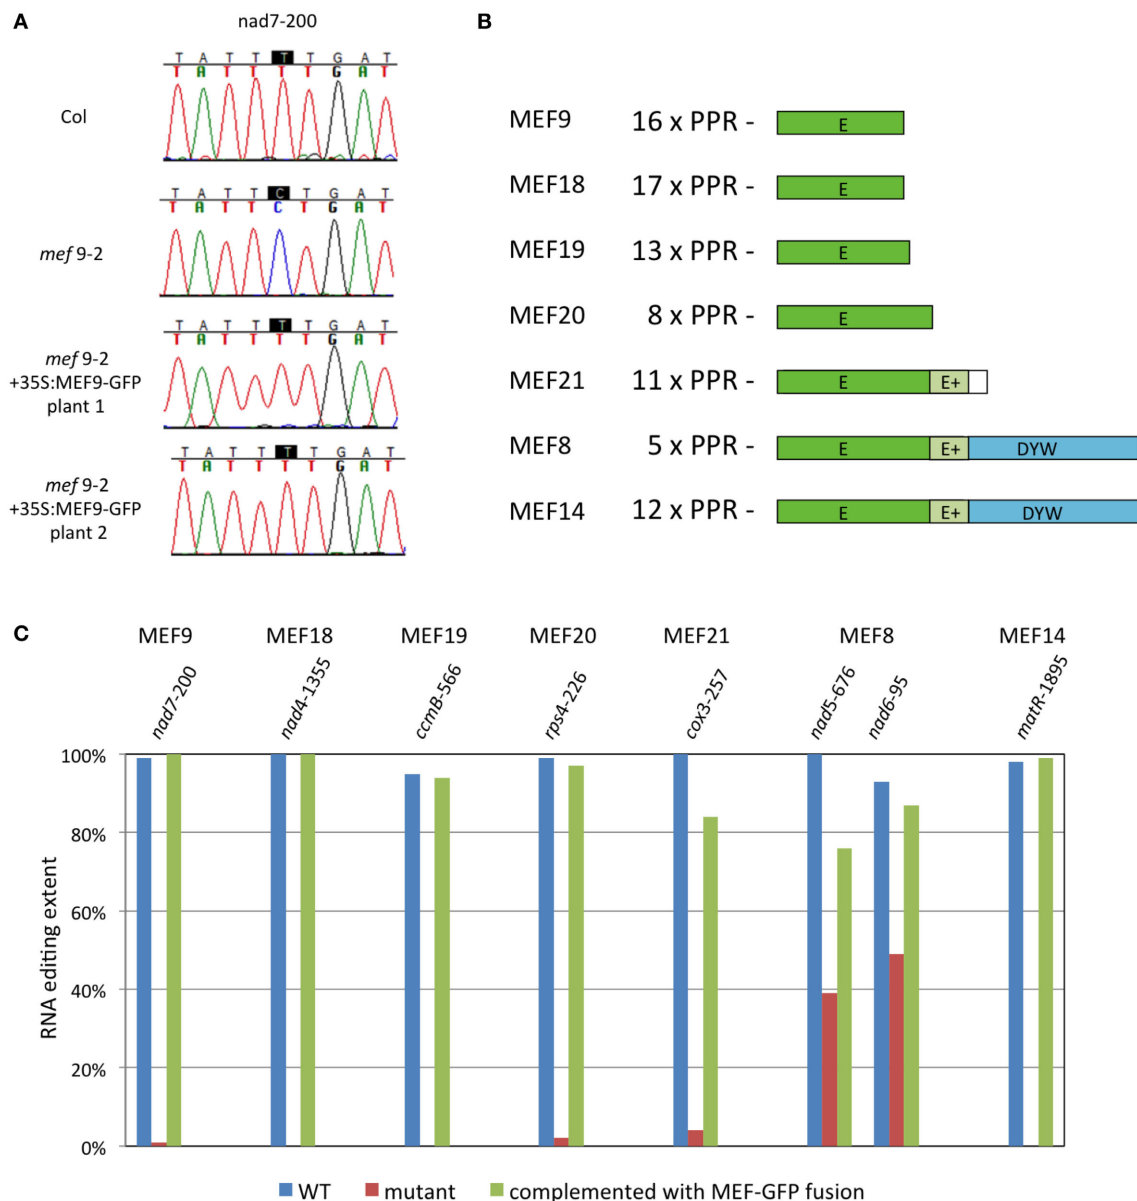 A
nad7-200
T A T T T T G A T
T A T T T T G A T
Col
T A T T C T G A T
T A T T C T G A T
mef 9-2
T A T T T T G A T
T A T T T T G A T
mef 9-2
+35S:MEF9-GFP
plant 1
T A T T T T G A T
T A T T T T G A T
mef 9-2
+35S:MEF9-GFP
plant 2
B
MEF9 16 x PPR - E
MEF18 17 x PPR - E
MEF19 13 x PPR - E
MEF20 8 x PPR - E
MEF21 11 x PPR - E E+
MEF8 5 x PPR - E E+ DYW
MEF14 12 x PPR - E E+ DYW
C
MEF9 MEF18 MEF19 MEF20 MEF21 MEF8 MEF14
nad7-200 nad4-1355 ccmB-566 rps4-226 cox3-257 nad5-676 nad6-95 matR-1895
100%
80%
60%
40%
20%
0%
RNA editing extent
WT mutant complemented with MEF-GFP fusion